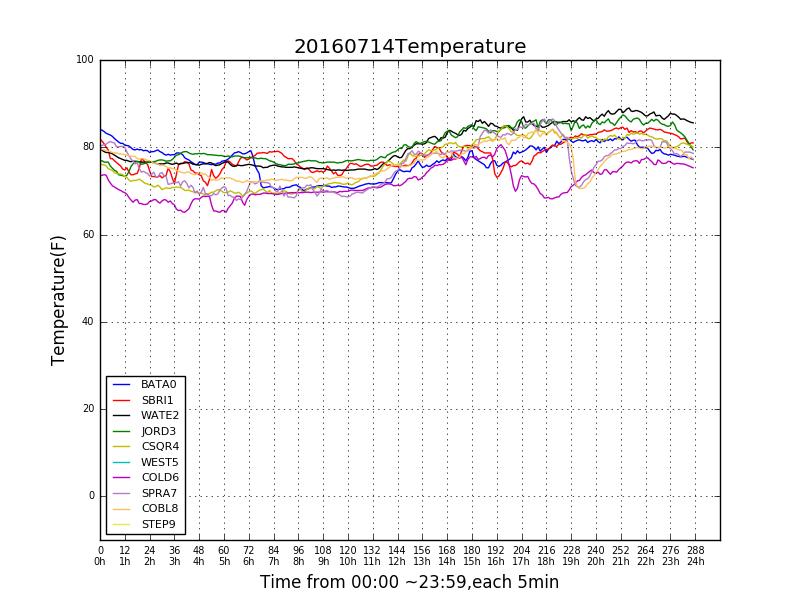 20160714Temperature
100
80
60
40
20
0
Temperature(F)
BATA0
SBRI1
WATE2
JORD3
CSQR4
WEST5
COLD6
SPRA7
COBL8
STEP9
0 12 24 36 48 60 72 84 96 108 120 132 144 156 168 180 192 204 216 228 240 252 264 276 288
0h 1h 2h 3h 4h 5h 6h 7h 8h 9h 10h 11h 12h 13h 14h 15h 16h 17h 18h 19h 20h 21h 22h 23h 24h
Time from 00:00 ~23:59,each 5min